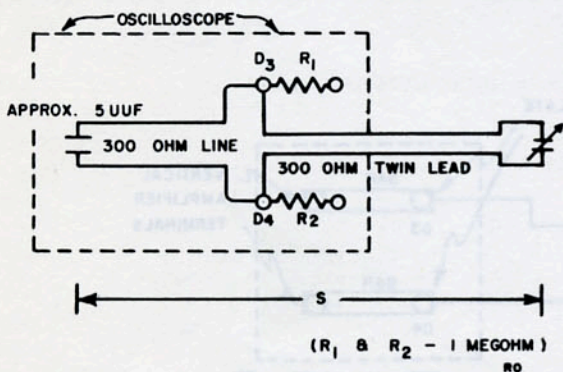 OSCILLOSCOPE
D3 R1
APPROX. 5 UUF
300 OHM LINE
300 OHM TWIN LEAD
D4 R2
S
(R1 & R2 - 1 MEGOHM)
RO